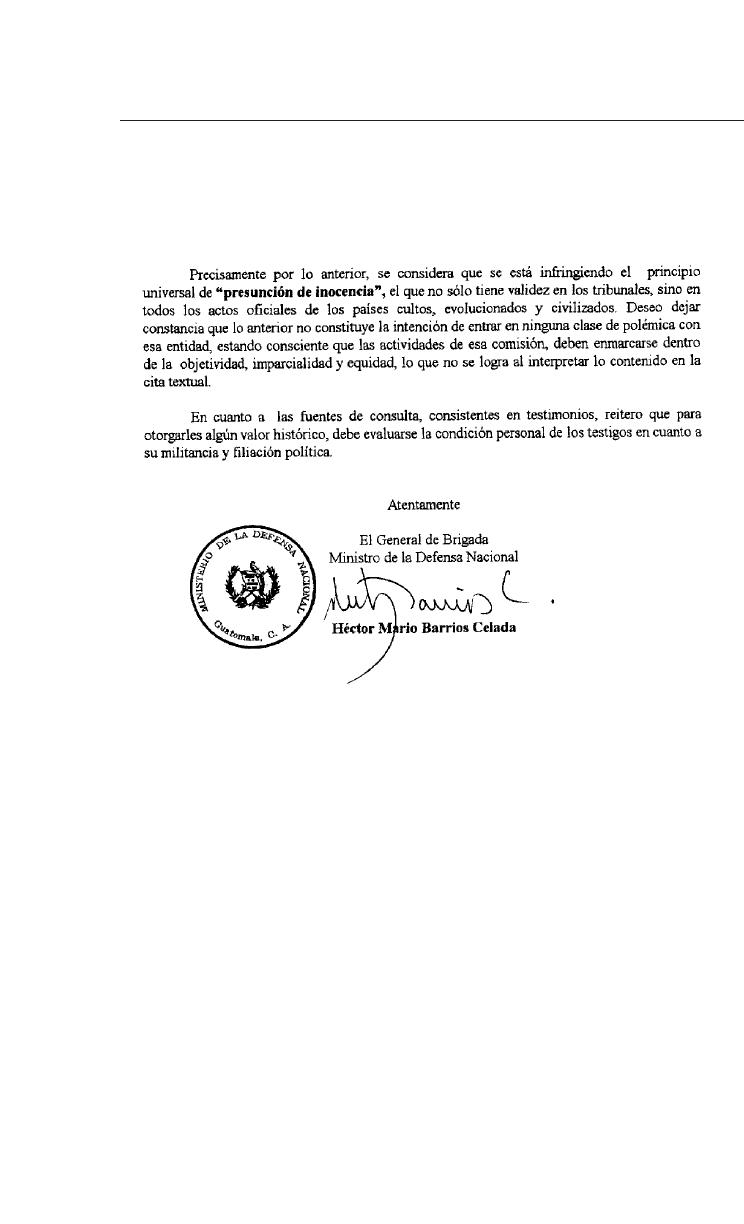 Precisamente por lo anterior, se considera que se está infringiendo el principio
universal de “presunción de inocencia”, el que no sólo tiene validez en los tribunales, sino en
todos los actos oficiales de los países cultos, evolucionados y civilizados. Deseo dejar
constancia que lo anterior no constituye la intención de entrar en ninguna clase de polémica con
esa entidad, estando consciente que las actividades de esa comisión, deben enmarcarse dentro
de la objetividad, imparcialidad y equidad, lo que no se logra al interpretar lo contenido en la
cita textual.
En cuanto a las fuentes de consulta, consistentes en testimonios, reitero que para
otorgarles algún valor histórico, debe evaluarse la condición personal de los testigos en cuanto a
su militancia y filiación política.
Atentamente
El General de Brigada
Ministro de la Defensa Nacional
MINISTERIO DE LA DEFENSA NACIONAL
Guatemala, C. A.
Héctor Mario Barrios Celada